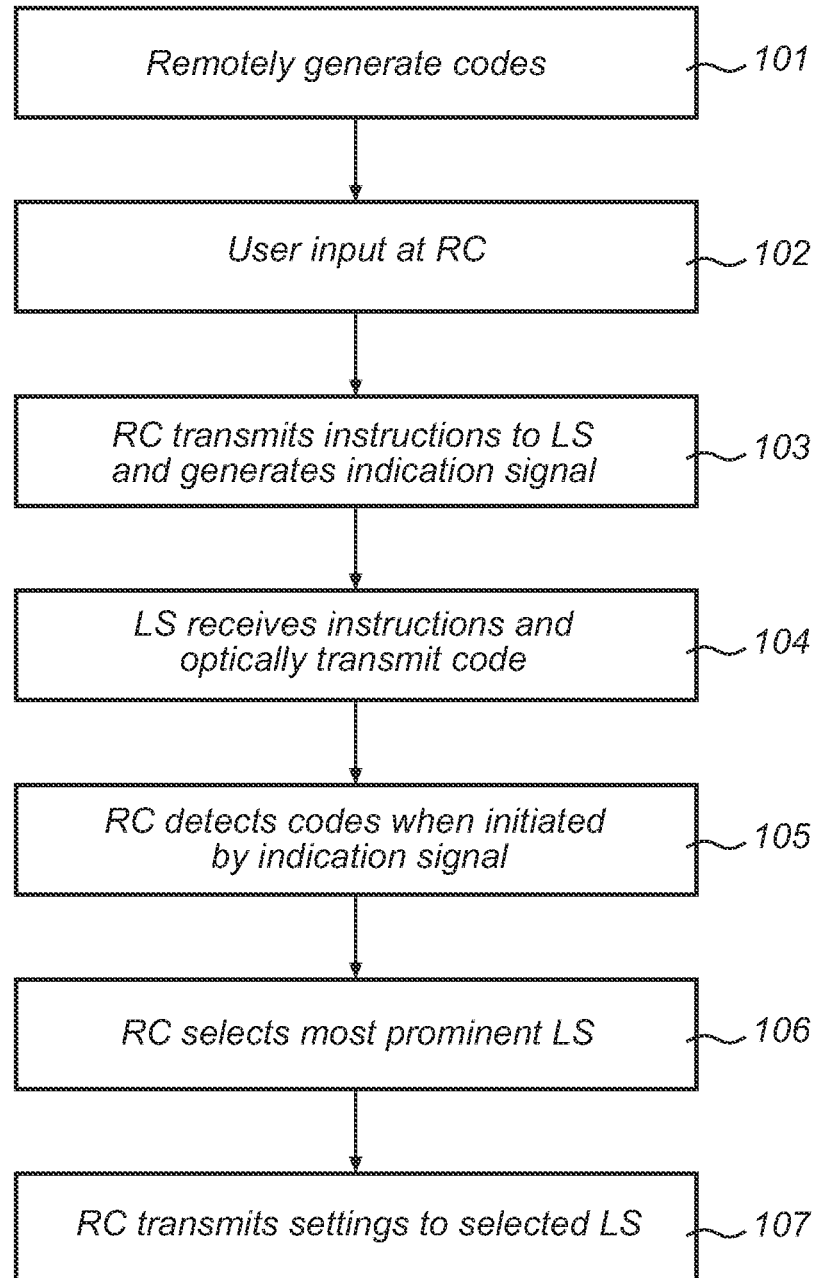 Remotely generate codes 101
User input at RC 102
RC transmits instructions to LS
and generates indication signal 103
LS receives instructions and
optically transmit code 104
RC detects codes when initiated
by indication signal 105
RC selects most prominent LS 106
RC transmits settings to selected LS 107